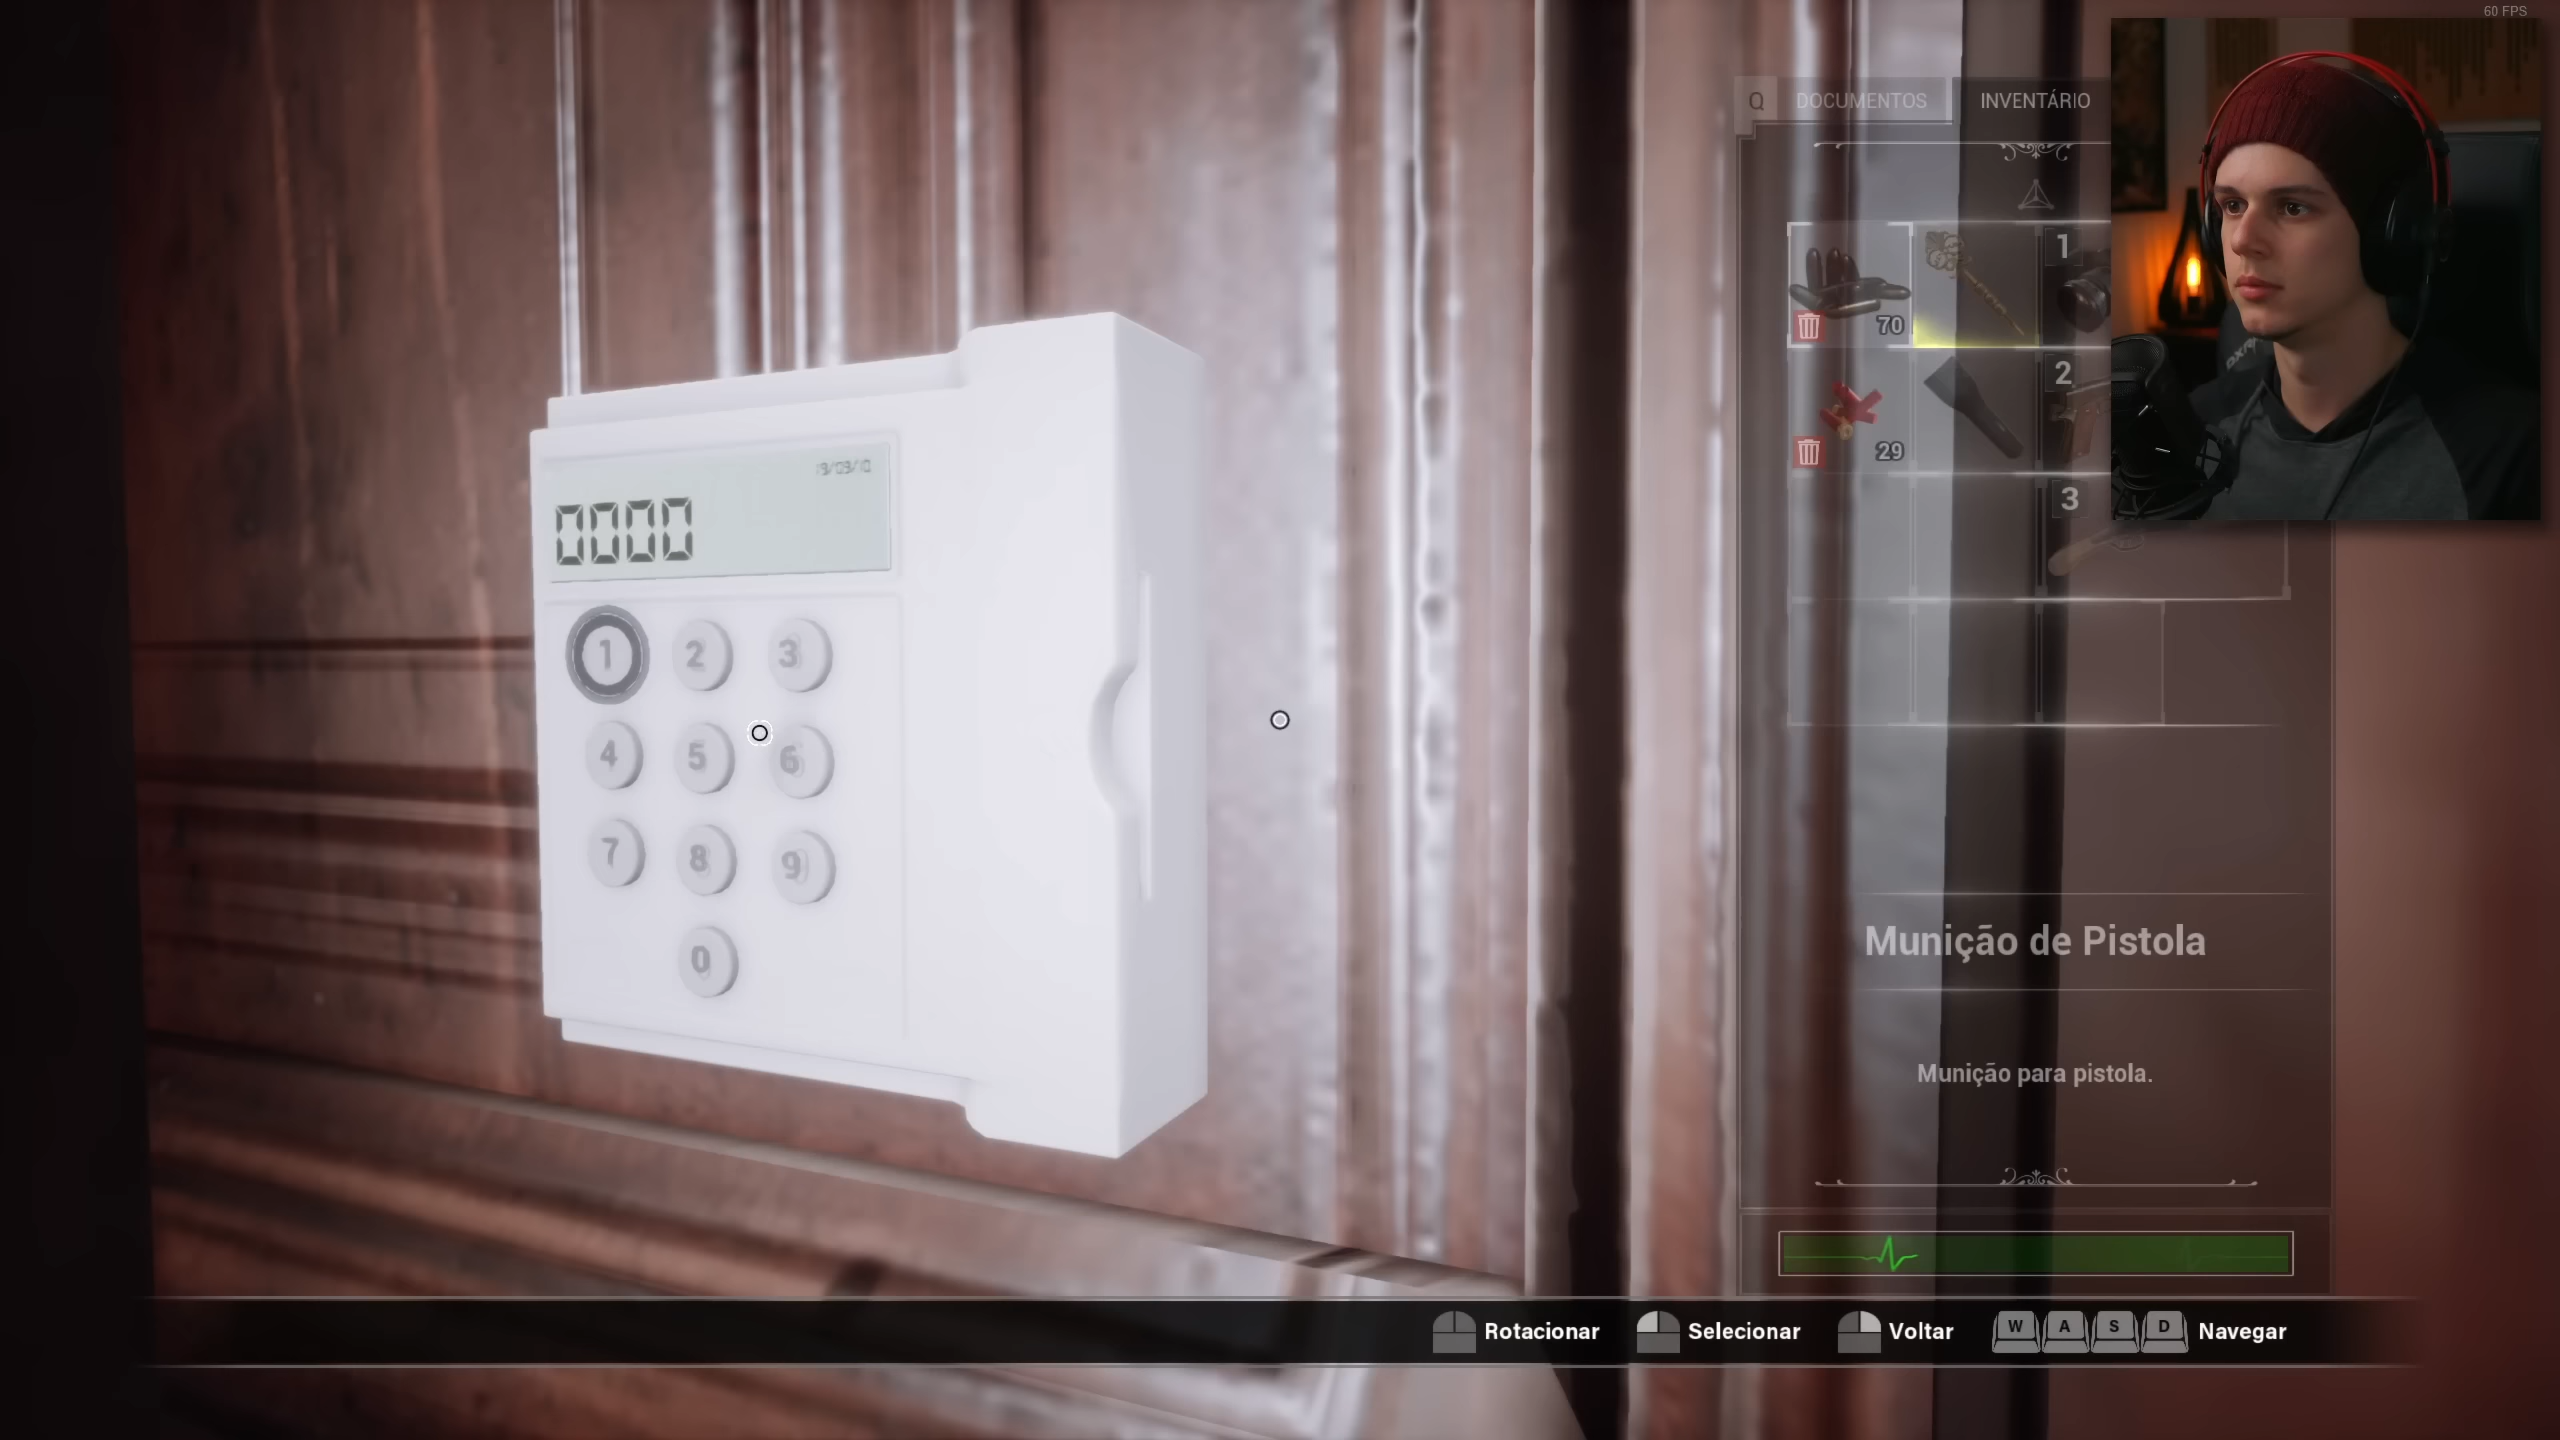 60 FPS
Q DOCUMENTOS INVENTÁRIO
1
70
2
29
3
0000
1 2 3
4 5 6
7 8 9
0
Munição de Pistola
Munição para pistola.
Rotacionar Selecionar Voltar W A S D Navegar